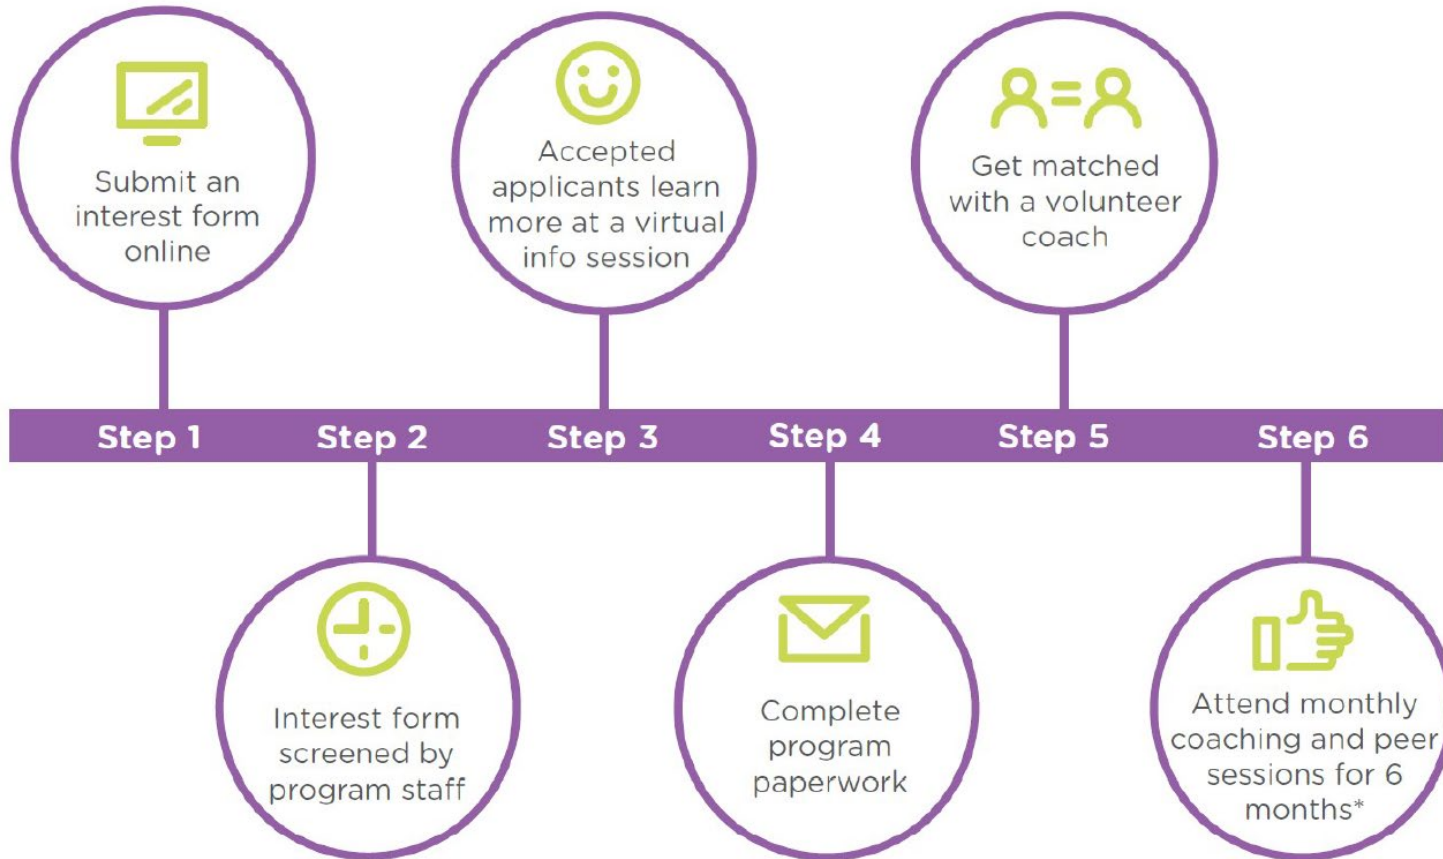 Submit an
interest form
online
Accepted
applicants learn
more at a virtual
info session
Get matched
with a volunteer
coach
Step 1
Step 2
Step 3
Step 4
Step 5
Step 6
Interest form
screened by
program staff
Complete
program
paperwork
Attend monthly
coaching and peer
sessions for 6
months*